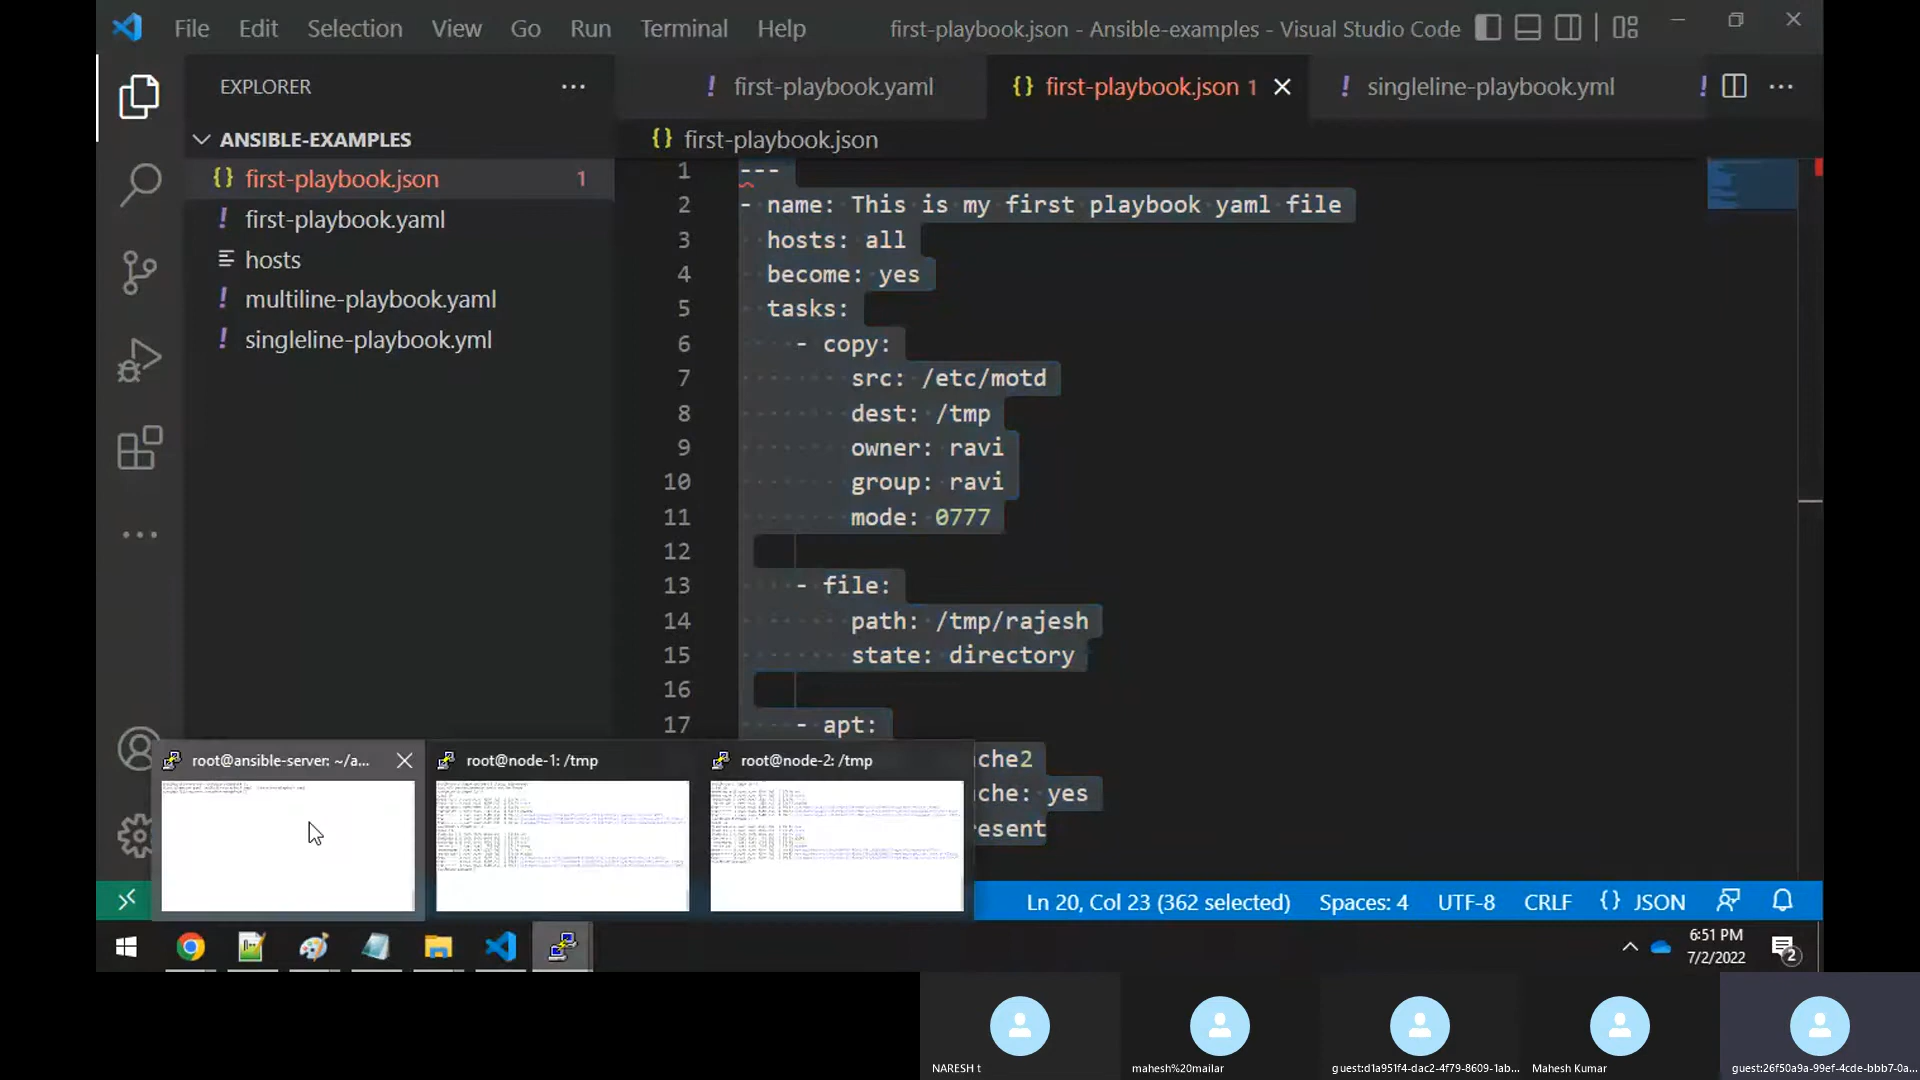 File Edit Selection View Go Run Terminal Help
first-playbook.json - Ansible-examples - Visual Studio Code
EXPLORER
first-playbook.yaml
first-playbook.json 1
singleline-playbook.yml
ANSIBLE-EXAMPLES
first-playbook.json 1
first-playbook.yaml
hosts
multiline-playbook.yaml
singleline-playbook.yml
first-playbook.json
1 ---
2 - name: This is my first playbook yaml file
3 hosts: all
4 become: yes
5 tasks:
6 - copy:
7 src: /etc/motd
8 dest: /tmp
9 owner: ravi
10 group: ravi
11 mode: 0777
12
13 - file:
14 path: /tmp/rajesh
15 state: directory
16
17 - apt:
che2
che: yes
esent
root@ansible-server: ~/a...
root@node-1: /tmp
root@node-2: /tmp
Ln 20, Col 23 (362 selected) Spaces: 4 UTF-8 CRLF {} JSON
6:51 PM
7/2/2022
2
NARESH t
mahesh%20mailar
guest:d1a951f4-dac2-4f79-8609-1ab...
Mahesh Kumar
guest:26f50a9a-99ef-4cde-bbb7-0a...